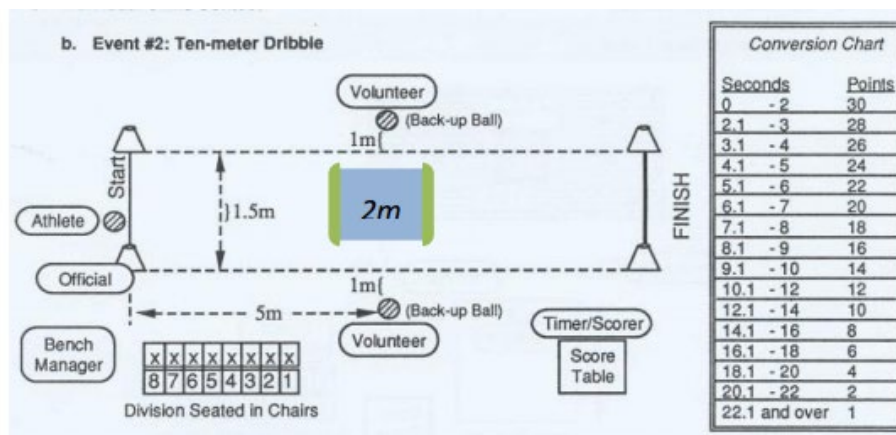 b. Event #2: Ten-meter Dribble
Volunteer
(Back-up Ball)
1m{
Start
}1.5m
2m
FINISH
Athlete
Official
1m{
5m
(Back-up Ball)
Volunteer
Timer/Scorer
Score
Table
Bench
Manager
x x x x x x x x
8 7 6 5 4 3 2 1
Division Seated in Chairs
Conversion Chart
Seconds Points
0 - 2 30
2.1 - 3 28
3.1 - 4 26
4.1 - 5 24
5.1 - 6 22
6.1 - 7 20
7.1 - 8 18
8.1 - 9 16
9.1 - 10 14
10.1 - 12 12
12.1 - 14 10
14.1 - 16 8
16.1 - 18 6
18.1 - 20 4
20.1 - 22 2
22.1 and over 1